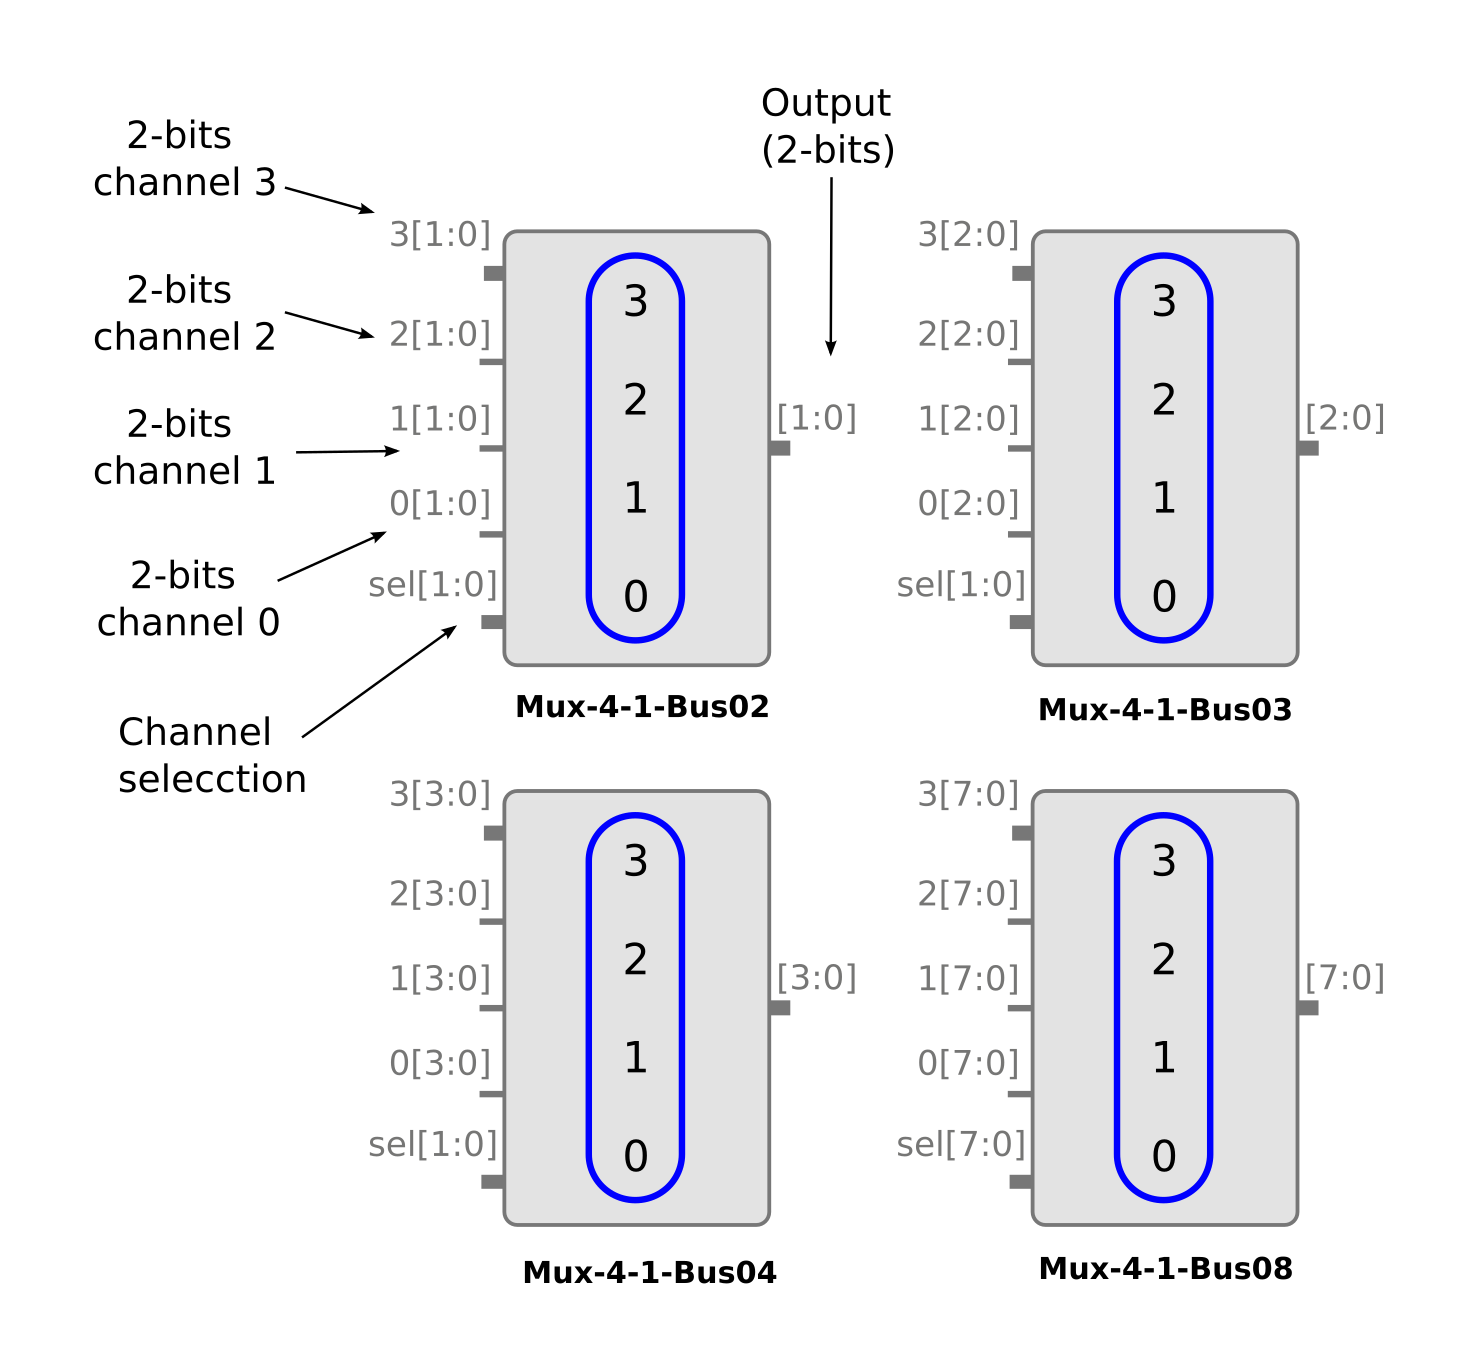 Output
(2-bits)
2-bits
channel 3
2-bits
channel 2
2-bits
channel 1
2-bits
channel 0
Channel
selecction
3[1:0]
2[1:0]
1[1:0]
0[1:0]
sel[1:0]
3
2
1
0
[1:0]
Mux-4-1-Bus02
3[2:0]
2[2:0]
1[2:0]
0[2:0]
sel[1:0]
3
2
1
0
[2:0]
Mux-4-1-Bus03
3[3:0]
2[3:0]
1[3:0]
0[3:0]
sel[1:0]
3
2
1
0
[3:0]
Mux-4-1-Bus04
3[7:0]
2[7:0]
1[7:0]
0[7:0]
sel[7:0]
3
2
1
0
[7:0]
Mux-4-1-Bus08